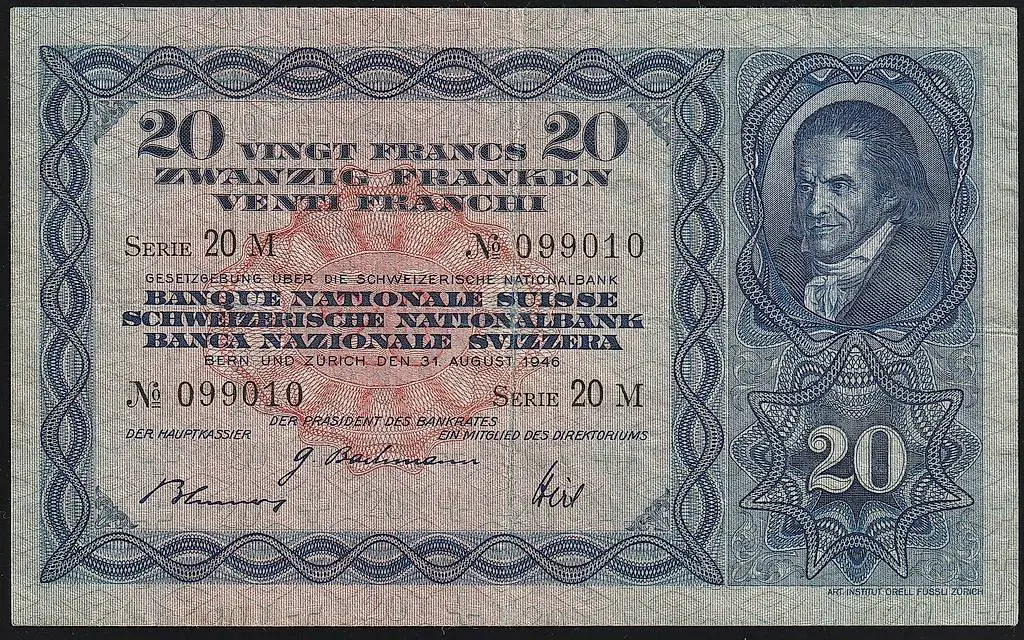 20 VINGT FRANCS 20
ZWANZIG FRANKEN
VENTI FRANCHI
SERIE 20 M № 099010
GESETZGEBUNG ÜBER DIE SCHWEIZERISCHE NATIONALBANK
BANQUE NATIONALE SUISSE
SCHWEIZERISCHE NATIONALBANK
BANCA NAZIONALE SVIZZERA
BERN UND ZÜRICH DEN 31. AUGUST 1946
№ 099010 SERIE 20 M
DER PRÄSIDENT DES BANKRATES
DER HAUPTKASSIER EIN MITGLIED DES DIREKTORIUMS
G. Bachmann
Hirs
20
ART. INSTITUT ORELL FÜSSLI ZÜRICH